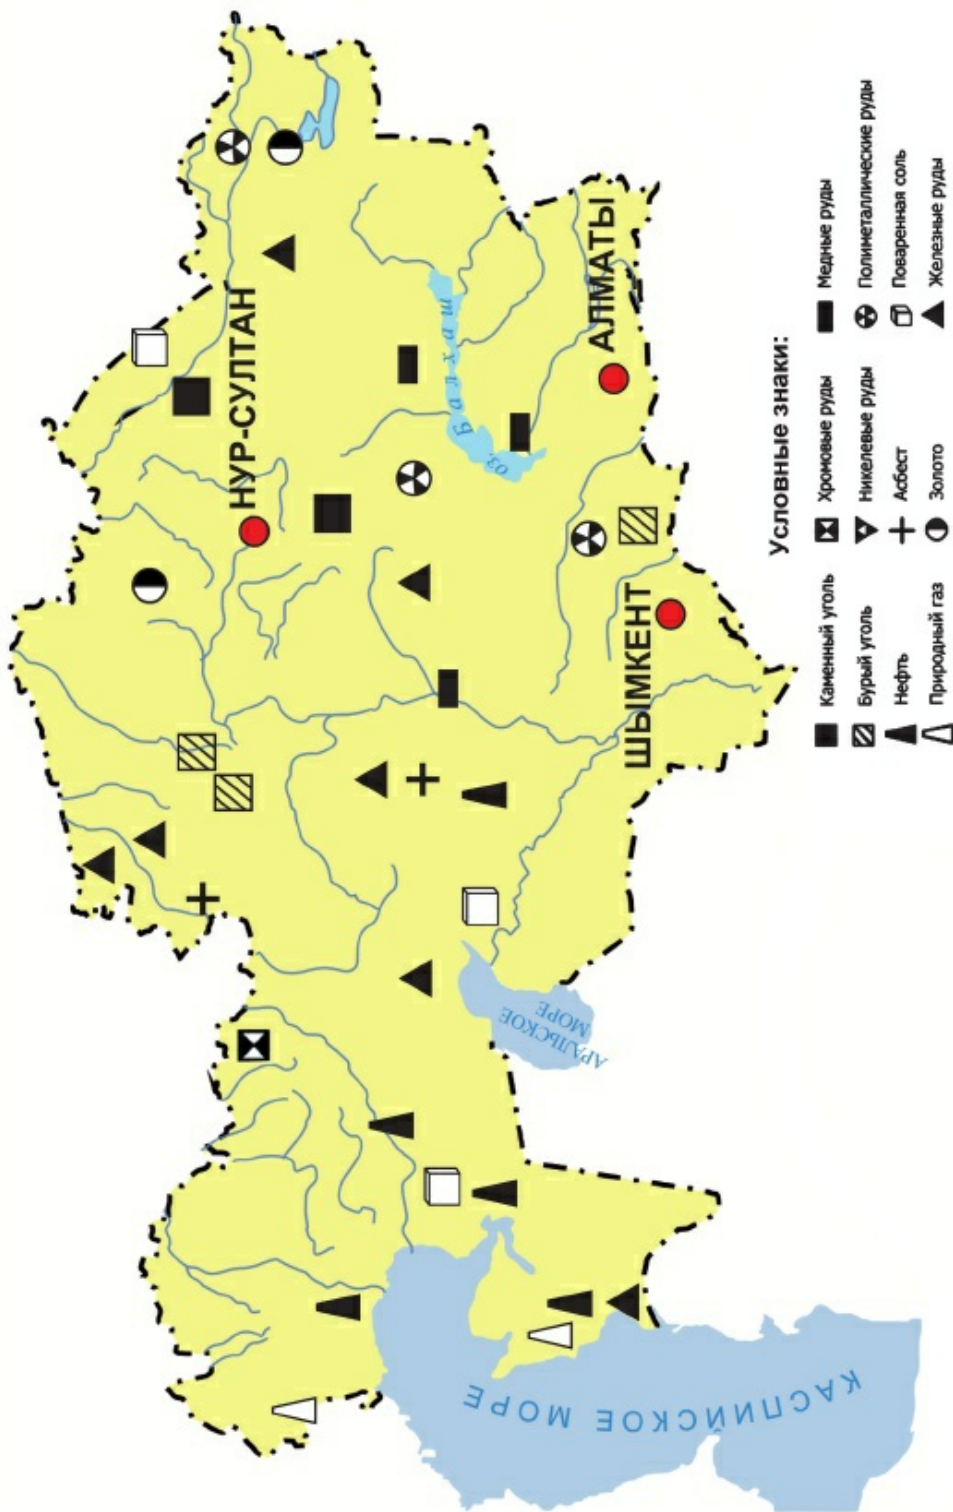 НУР-СУЛТАН
оз. Балхаш
АЛМАТЫ
ШЫМКЕНТ
АРАЛЬСКОЕ
МОРЕ
КАСПИЙСКОЕ МОРЕ
Условные знаки:
Каменный уголь
Хромовые руды
Медные руды
Бурый уголь
Никелевые руды
Полиметаллические руды
Нефть
Асбест
Поваренная соль
Природный газ
Золото
Железные руды